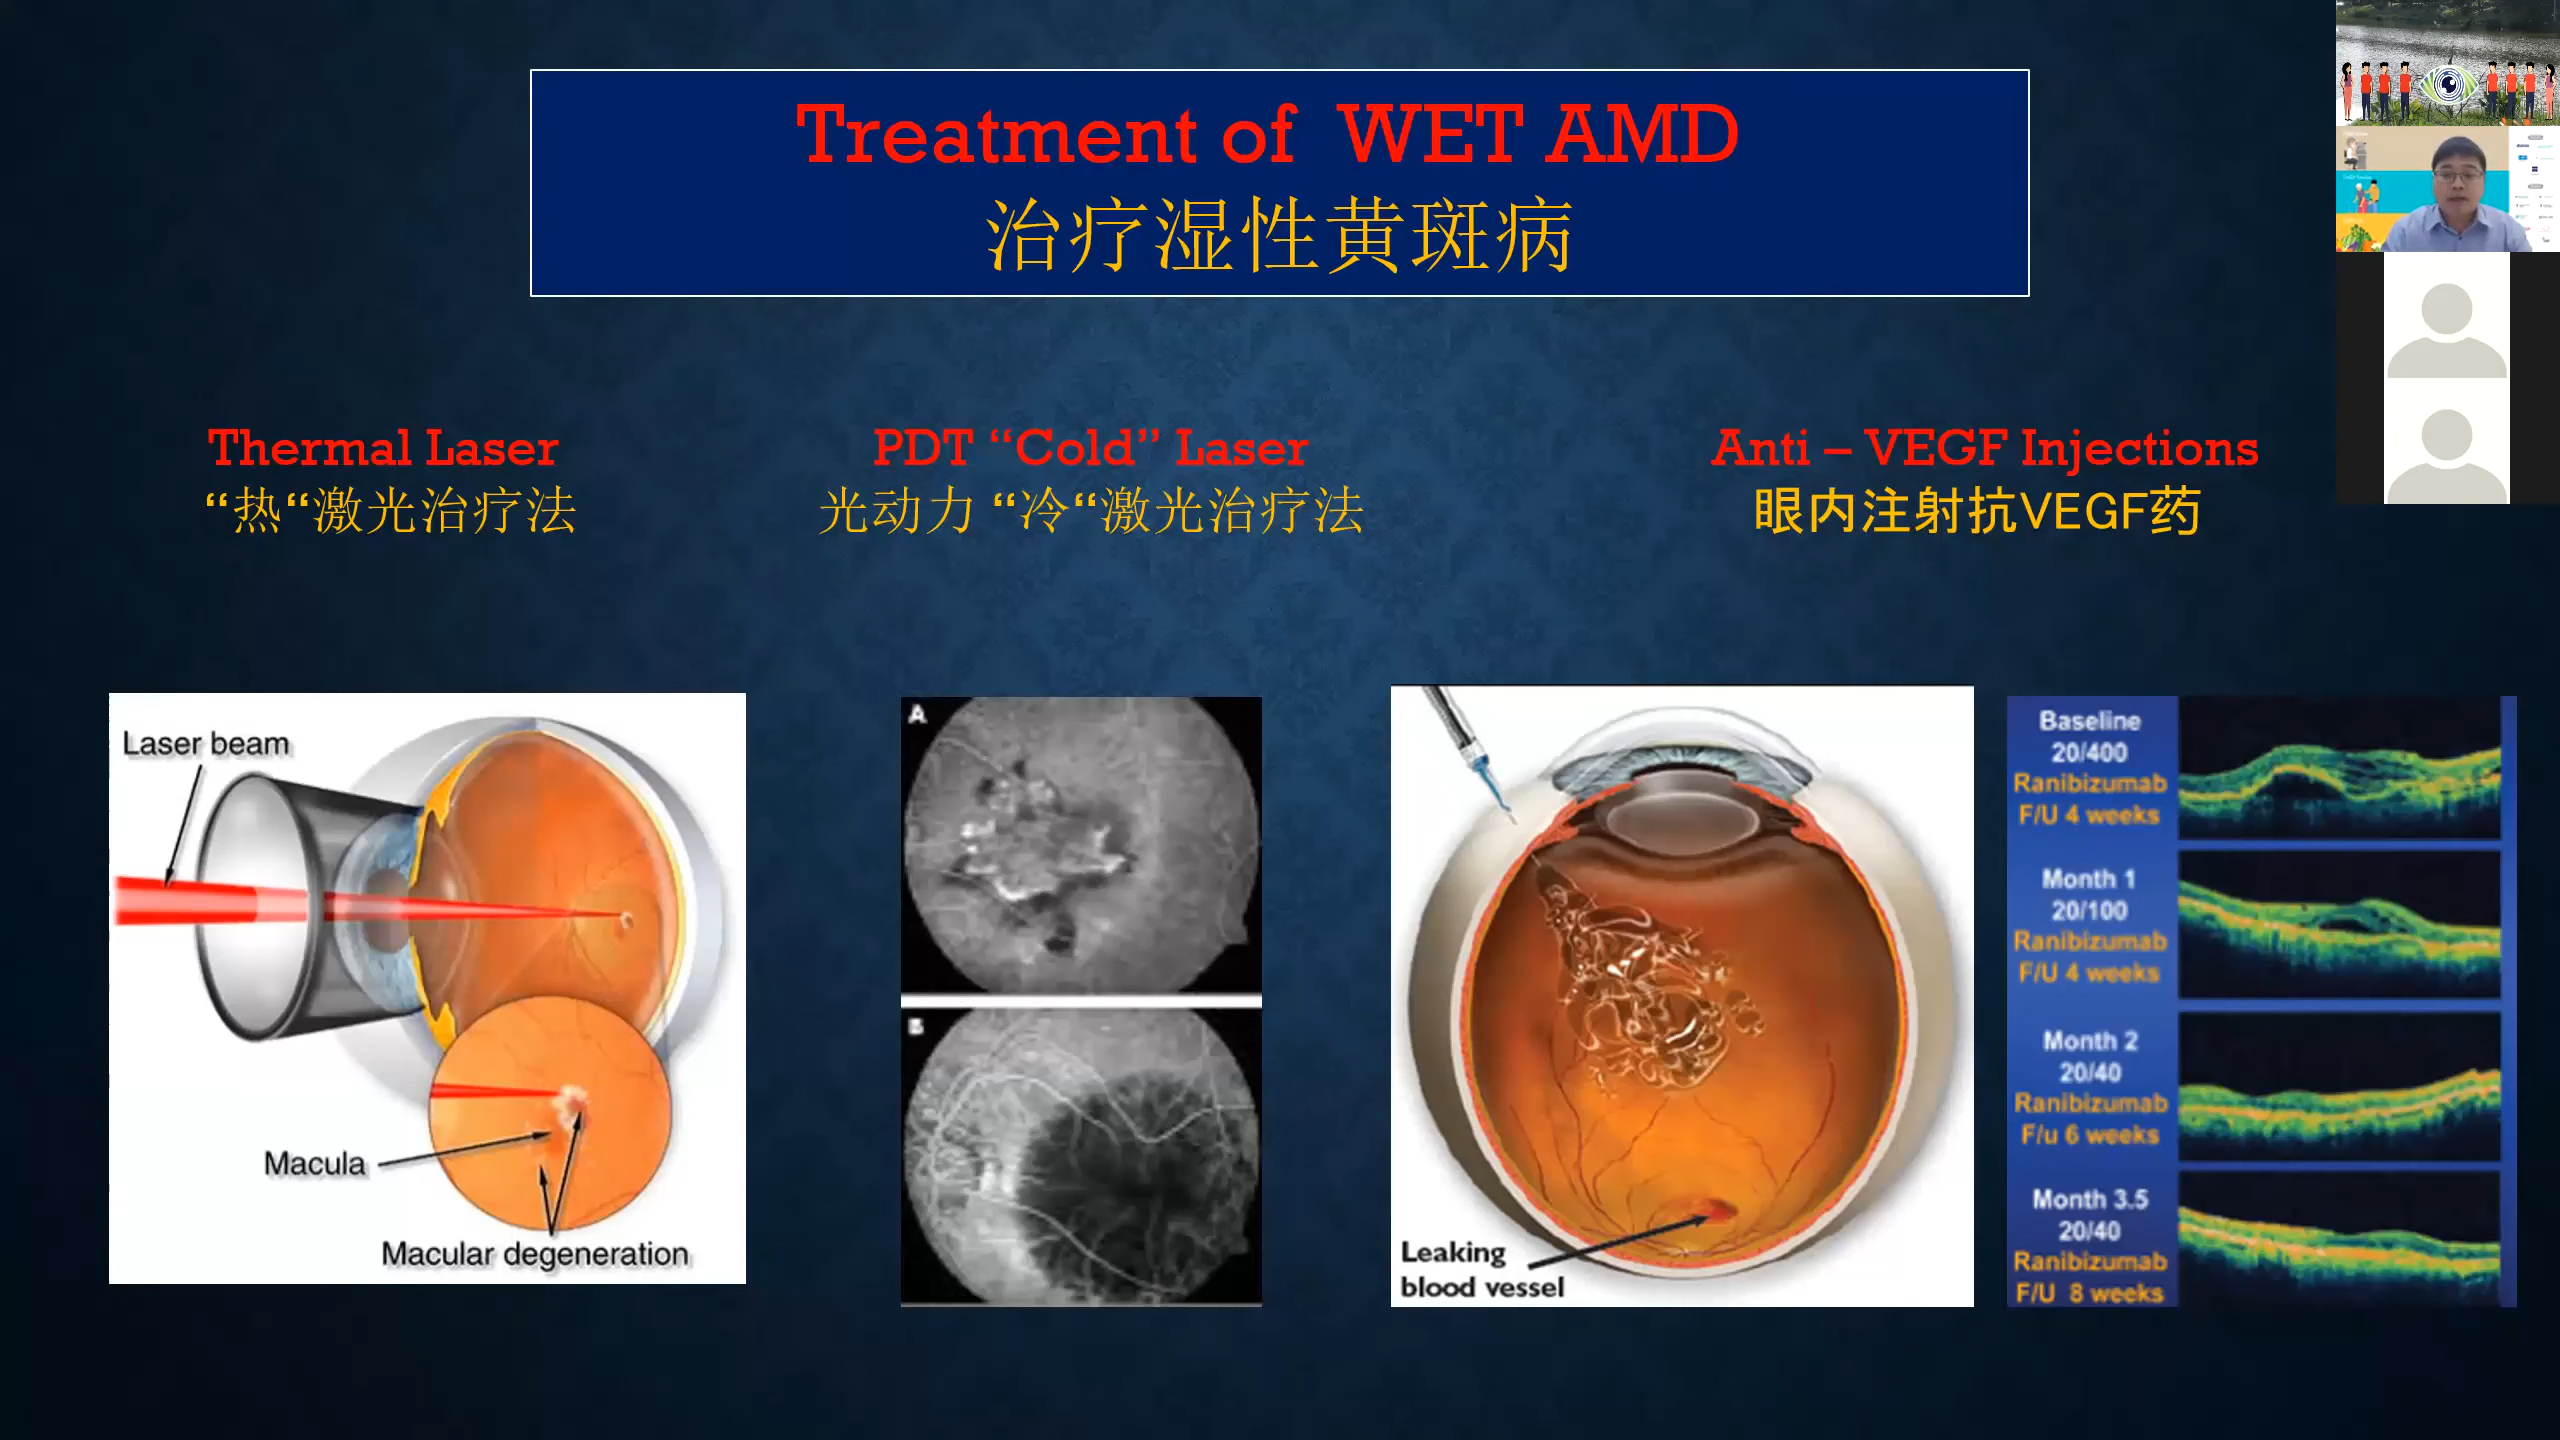 Treatment of WET AMD
治疗湿性黄斑病
Thermal Laser
“热“激光治疗法
PDT “Cold” Laser
光动力 “冷“激光治疗法
Anti – VEGF Injections
眼内注射抗VEGF药
Laser beam
Macula
Macular degeneration
A
B
Leaking
blood vessel
Baseline
20/400
Ranibizumab
F/U 4 weeks
Month 1
20/100
Ranibizumab
F/U 4 weeks
Month 2
20/40
Ranibizumab
F/u 6 weeks
Month 3.5
20/40
Ranibizumab
F/U 8 weeks